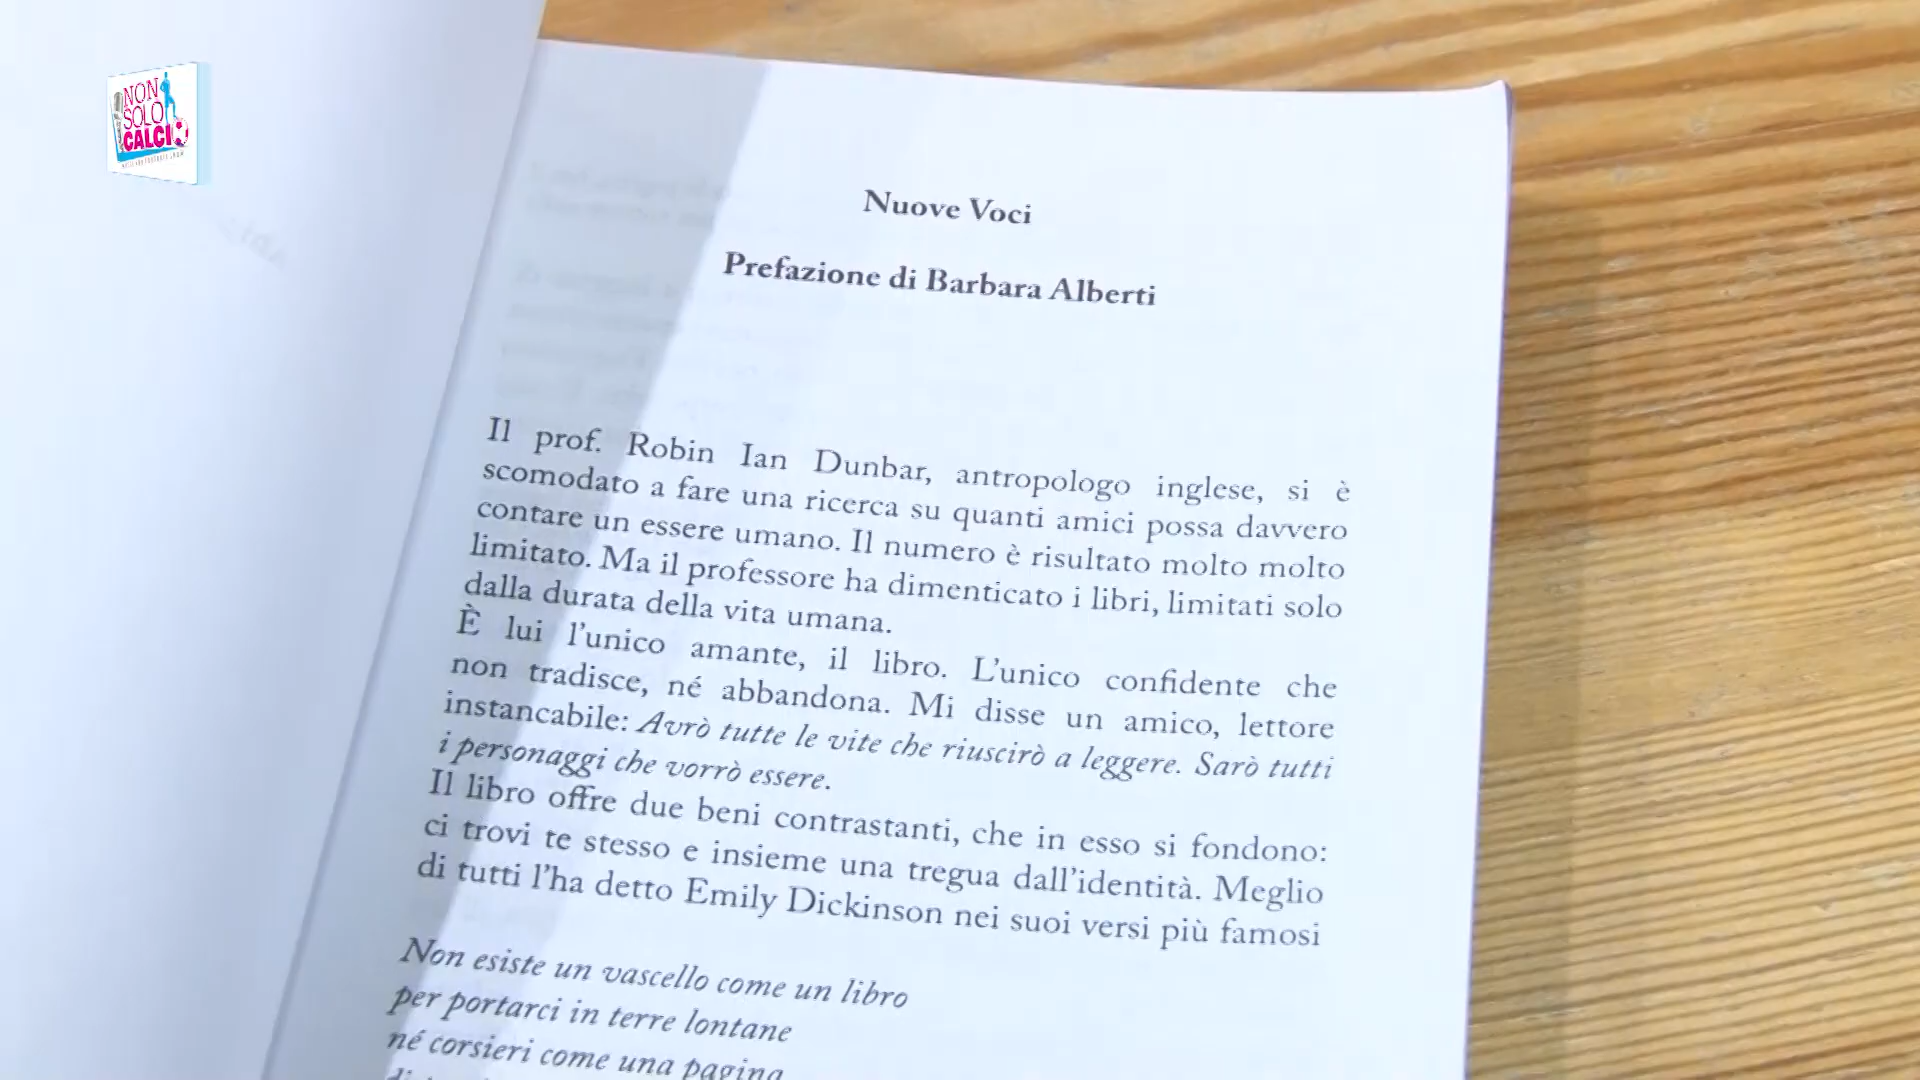 NON
SOLO
CALCIO
Nuove Voci
Prefazione di Barbara Alberti
Il prof. Robin Ian Dunbar, antropologo inglese, si è
scomodato a fare una ricerca su quanti amici possa davvero
contare un essere umano. Il numero è risultato molto molto
limitato. Ma il professore ha dimenticato i libri, limitati solo
dalla durata della vita umana.
È lui l'unico amante, il libro. L'unico confidente che
non tradisce, né abbandona. Mi disse un amico, lettore
instancabile: Avrò tutte le vite che riuscirò a leggere. Sarò tutti
i personaggi che vorrò essere.
Il libro offre due beni contrastanti, che in esso si fondono:
ci trovi te stesso e insieme una tregua dall'identità. Meglio
di tutti l'ha detto Emily Dickinson nei suoi versi più famosi
Non esiste un vascello come un libro
per portarci in terre lontane
né corsieri come una pagina